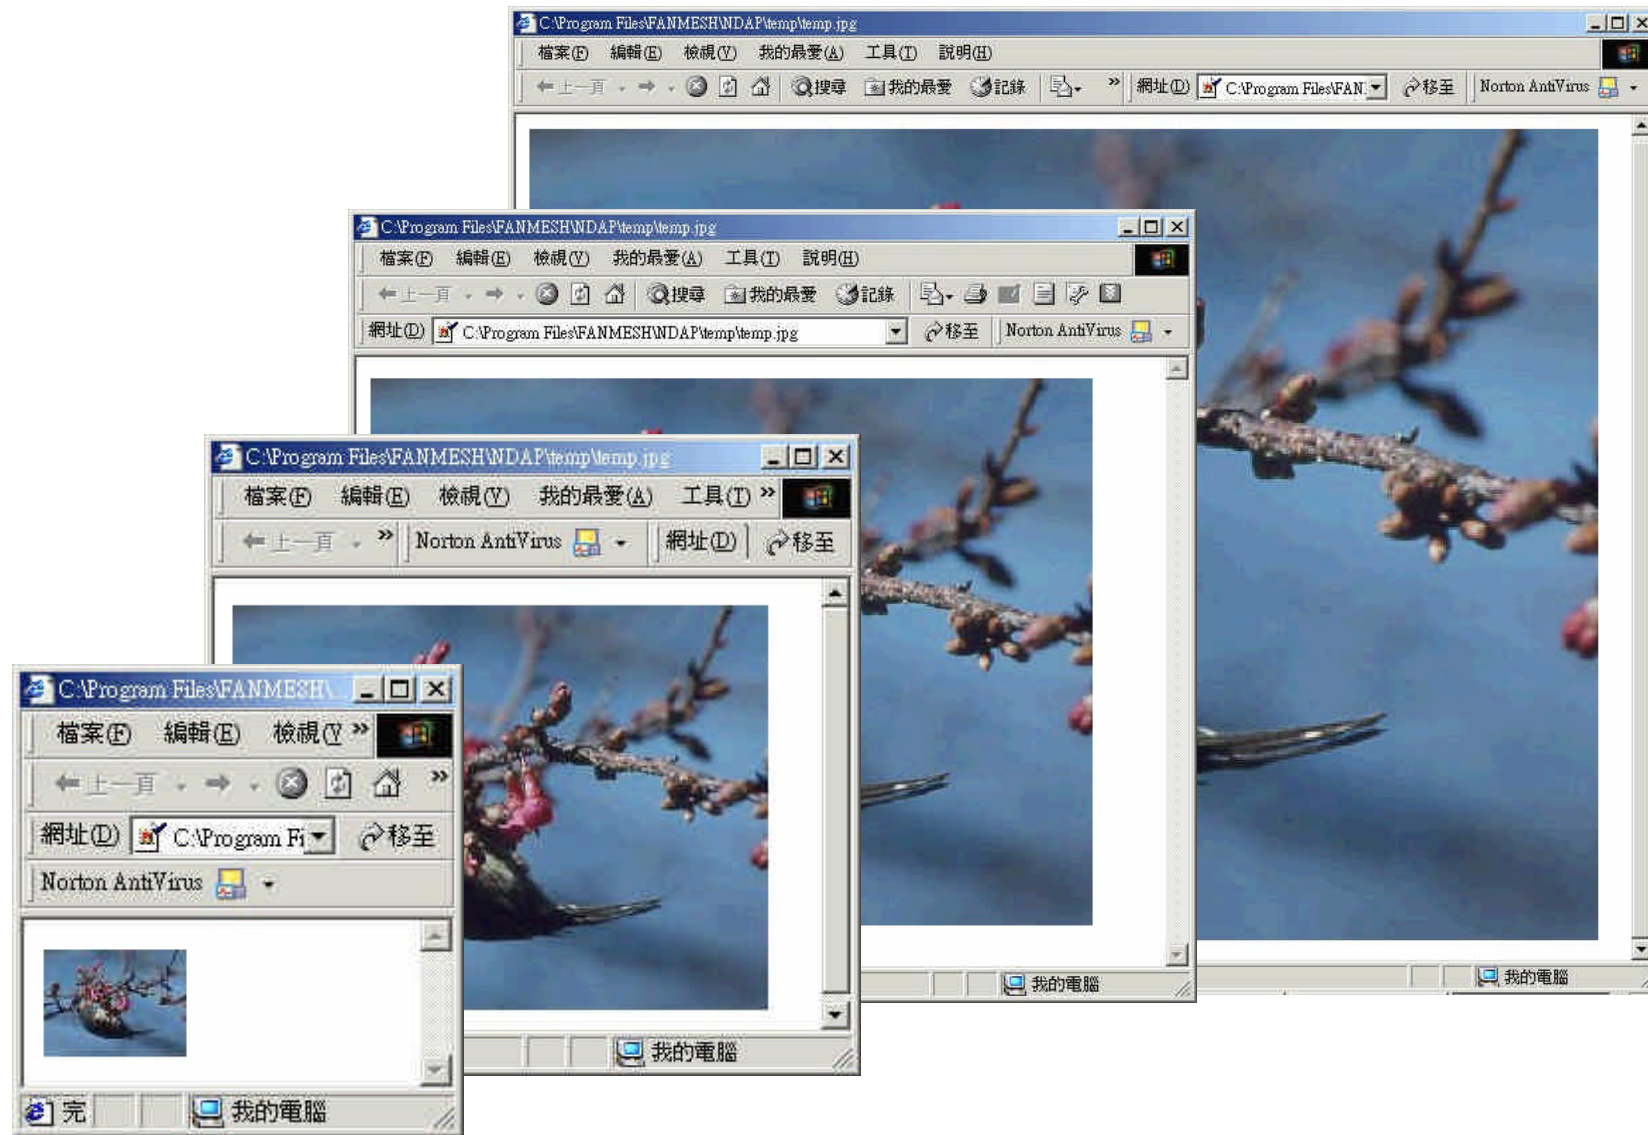 C:\Program Files\FANMESH\NDAP\temp\temp.jpg
檔案(F) 編輯(E) 檢視(V) 我的最愛(A) 工具(T) 說明(H)
上一頁 搜尋 我的最愛 記錄 » 網址(D) C:\Program Files\FAN 移至 Norton AntiVirus
我的電腦
C:\Program Files\FANMESH\NDAP\temp\temp.jpg
檔案(F) 編輯(E) 檢視(V) 我的最愛(A) 工具(T) 說明(H)
上一頁 搜尋 我的最愛 記錄
網址(D) C:\Program Files\FANMESH\NDAP\temp\temp.jpg 移至 Norton AntiVirus
我的電腦
C:\Program Files\FANMESH\NDAP\temp\temp.jpg
檔案(F) 編輯(E) 檢視(V) 我的最愛(A) 工具(T) »
上一頁 » Norton AntiVirus 網址(D) 移至
我的電腦
C:\Program Files\FANMESH\...
檔案(F) 編輯(E) 檢視(V »
上一頁 »
網址(D) C:\Program Fi 移至
Norton AntiVirus
完 我的電腦